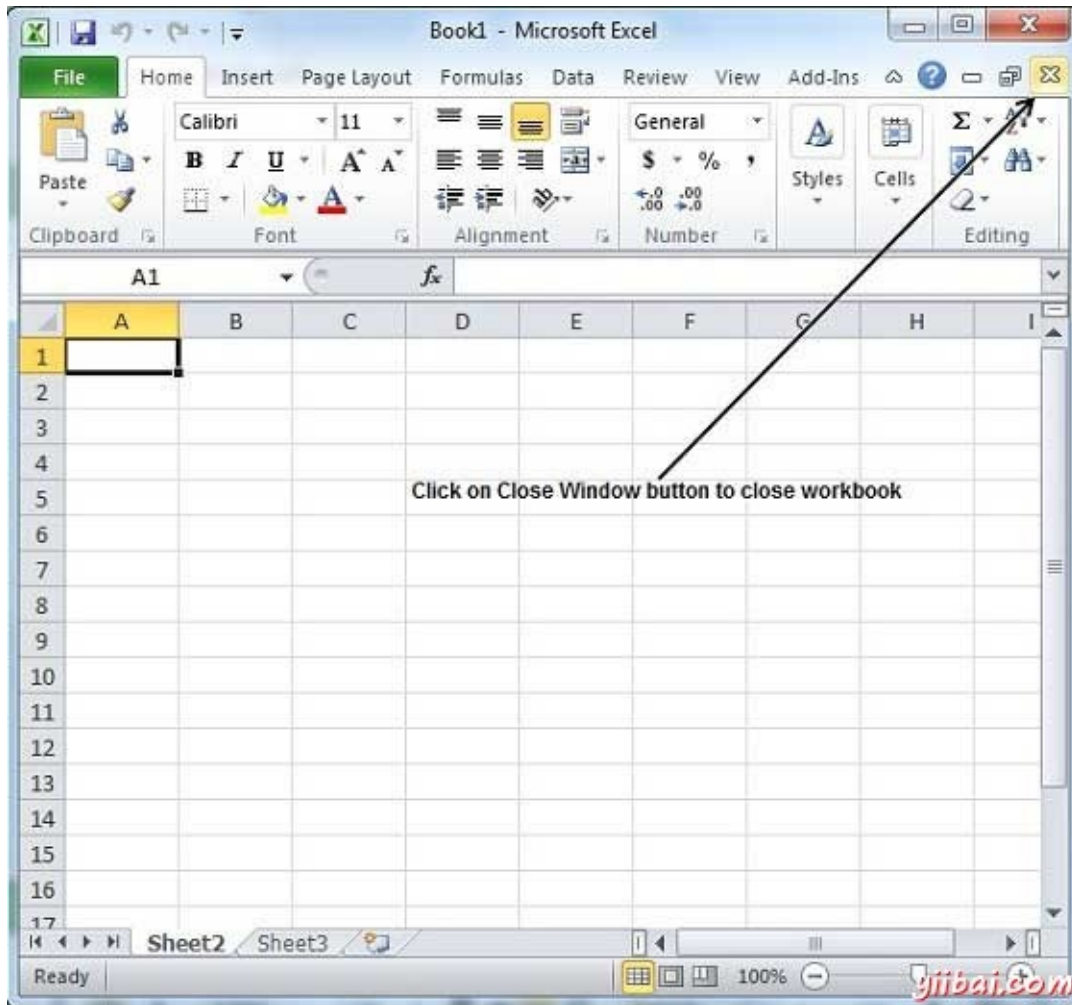 Book1 - Microsoft Excel
File Home Insert Page Layout Formulas Data Review View Add-Ins
Calibri 11 General
B I U A A $ % ,
Paste Styles Cells
Clipboard Font Alignment Number Editing
A1 fx
A B C D E F G H I
1
2
3
4
Click on Close Window button to close workbook
5
6
7
8
9
10
11
12
13
14
15
16
17
Sheet2 Sheet3
Ready 100%
yiibai.com